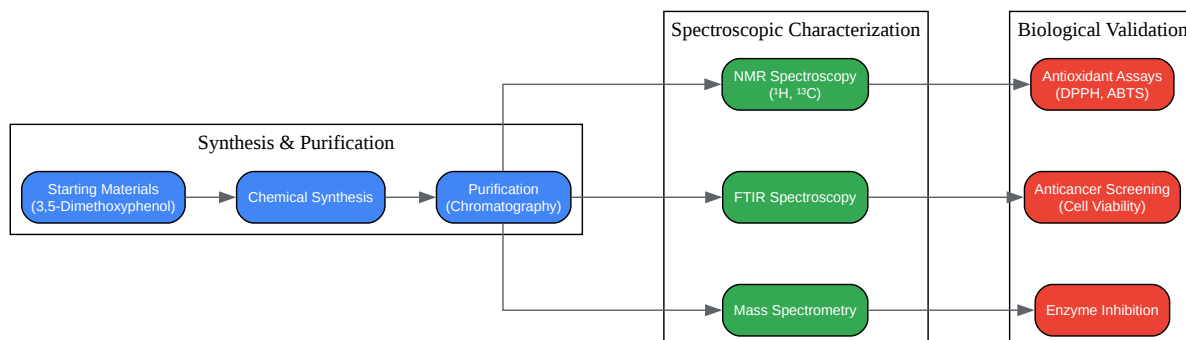 Synthesis & Purification
Starting Materials
(3,5-Dimethoxyphenol)
Chemical Synthesis
Purification
(Chromatography)
Spectroscopic Characterization
NMR Spectroscopy
(¹H, ¹³C)
FTIR Spectroscopy
Mass Spectrometry
Biological Validation
Antioxidant Assays
(DPPH, ABTS)
Anticancer Screening
(Cell Viability)
Enzyme Inhibition